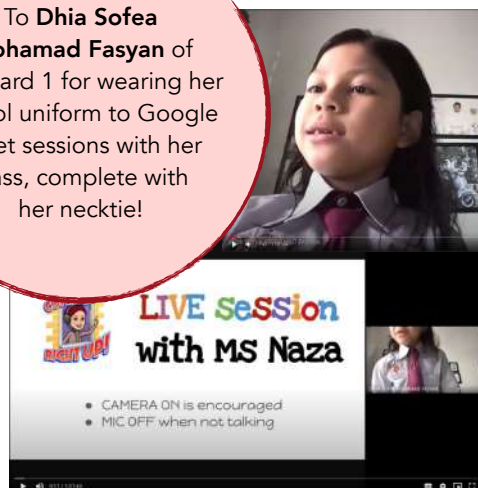 To Dhia Sofea
ohamad Fasyan of
ard 1 for wearing her
ol uniform to Google
et sessions with her
ass, complete with
her necktie!
RIGHT UP!
LIVE session
with Ms Naza
• CAMERA ON is encouraged
• MIC OFF when not talking